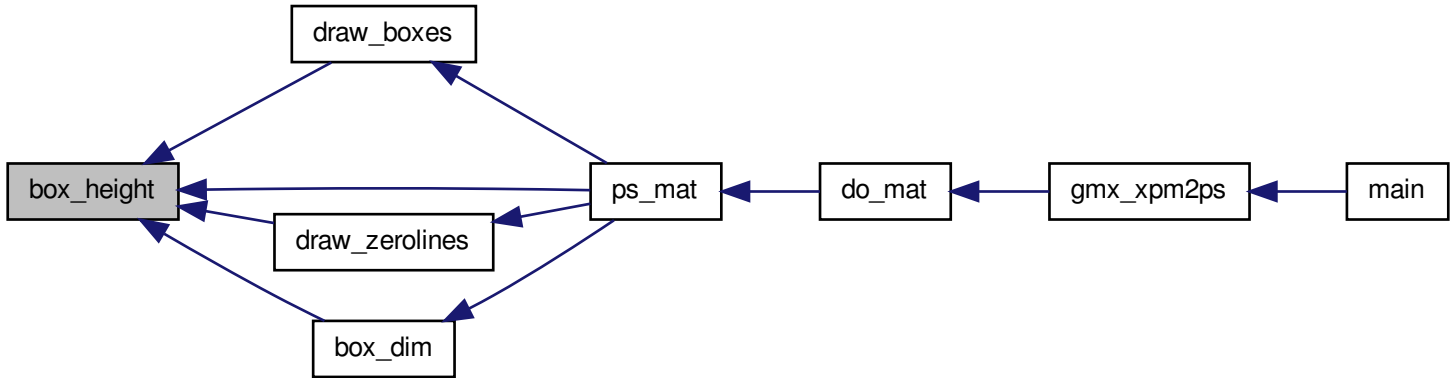 draw_boxes
box_height
ps_mat
do_mat
gmx_xpm2ps
main
draw_zerolines
box_dim